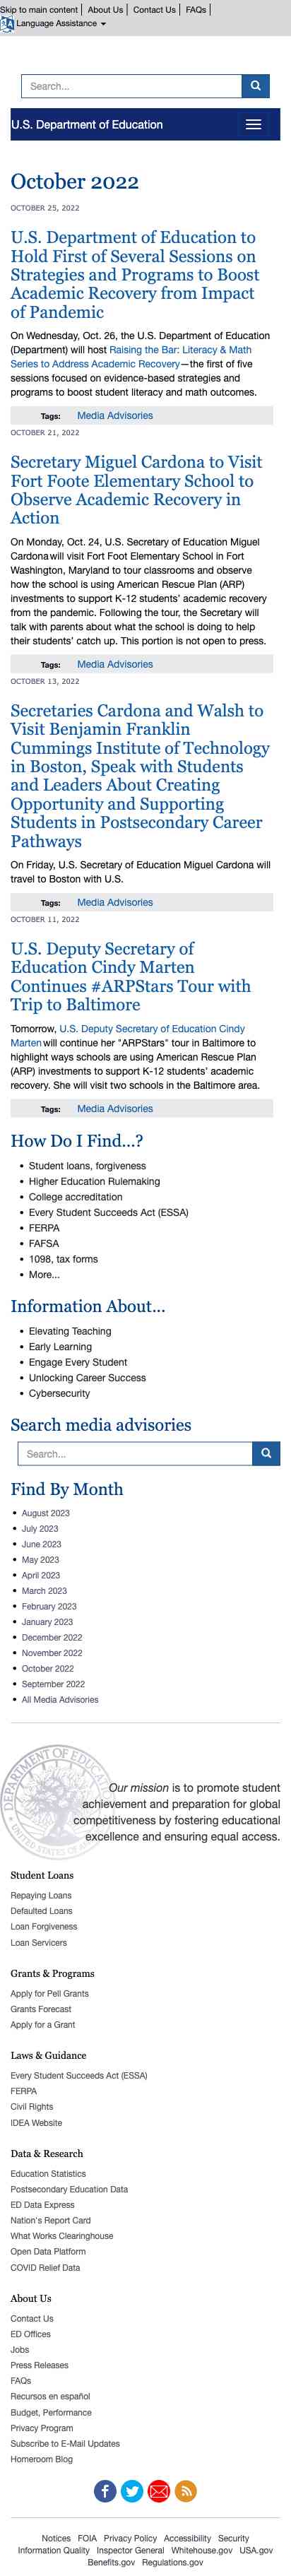 Skip to main content | About Us | Contact Us | FAQs |
Language Assistance
Search...
U.S. Department of Education
October 2022
OCTOBER 25, 2022
U.S. Department of Education to
Hold First of Several Sessions on
Strategies and Programs to Boost
Academic Recovery from Impact
of Pandemic
On Wednesday, Oct. 26, the U.S. Department of Education
(Department) will host Raising the Bar: Literacy & Math
Series to Address Academic Recovery—the first of five
sessions focused on evidence-based strategies and
programs to boost student literacy and math outcomes.
Tags: Media Advisories
OCTOBER 21, 2022
Secretary Miguel Cardona to Visit
Fort Foote Elementary School to
Observe Academic Recovery in
Action
On Monday, Oct. 24, U.S. Secretary of Education Miguel
Cardona will visit Fort Foot Elementary School in Fort
Washington, Maryland to tour classrooms and observe
how the school is using American Rescue Plan (ARP)
investments to support K-12 students’ academic recovery
from the pandemic. Following the tour, the Secretary will
talk with parents about what the school is doing to help
their students’ catch up. This portion is not open to press.
Tags: Media Advisories
OCTOBER 13, 2022
Secretaries Cardona and Walsh to
Visit Benjamin Franklin
Cummings Institute of Technology
in Boston, Speak with Students
and Leaders About Creating
Opportunity and Supporting
Students in Postsecondary Career
Pathways
On Friday, U.S. Secretary of Education Miguel Cardona will
travel to Boston with U.S.
Tags: Media Advisories
OCTOBER 11, 2022
U.S. Deputy Secretary of
Education Cindy Marten
Continues #ARPStars Tour with
Trip to Baltimore
Tomorrow, U.S. Deputy Secretary of Education Cindy
Marten will continue her "ARPStars" tour in Baltimore to
highlight ways schools are using American Rescue Plan
(ARP) investments to support K-12 students’ academic
recovery. She will visit two schools in the Baltimore area.
Tags: Media Advisories
How Do I Find...?
• Student loans, forgiveness
• Higher Education Rulemaking
• College accreditation
• Every Student Succeeds Act (ESSA)
• FERPA
• FAFSA
• 1098, tax forms
• More...
Information About...
• Elevating Teaching
• Early Learning
• Engage Every Student
• Unlocking Career Success
• Cybersecurity
Search media advisories
Search...
Find By Month
• August 2023
• July 2023
• June 2023
• May 2023
• April 2023
• March 2023
• February 2023
• January 2023
• December 2022
• November 2022
• October 2022
• September 2022
• All Media Advisories
Our mission is to promote student
achievement and preparation for global
competitiveness by fostering educational
excellence and ensuring equal access.
Student Loans
Repaying Loans
Defaulted Loans
Loan Forgiveness
Loan Servicers
Grants & Programs
Apply for Pell Grants
Grants Forecast
Apply for a Grant
Laws & Guidance
Every Student Succeeds Act (ESSA)
FERPA
Civil Rights
IDEA Website
Data & Research
Education Statistics
Postsecondary Education Data
ED Data Express
Nation's Report Card
What Works Clearinghouse
Open Data Platform
COVID Relief Data
About Us
Contact Us
ED Offices
Jobs
Press Releases
FAQs
Recursos en español
Budget, Performance
Privacy Program
Subscribe to E-Mail Updates
Homeroom Blog
Notices FOIA Privacy Policy Accessibility Security
Information Quality Inspector General Whitehouse.gov USA.gov
Benefits.gov Regulations.gov